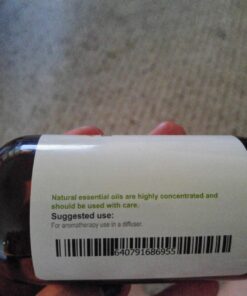 Natural essential oils are highly concentrated and
should be used with care.
Suggested use:
For aromatherapy use in a diffuser.
640791686955